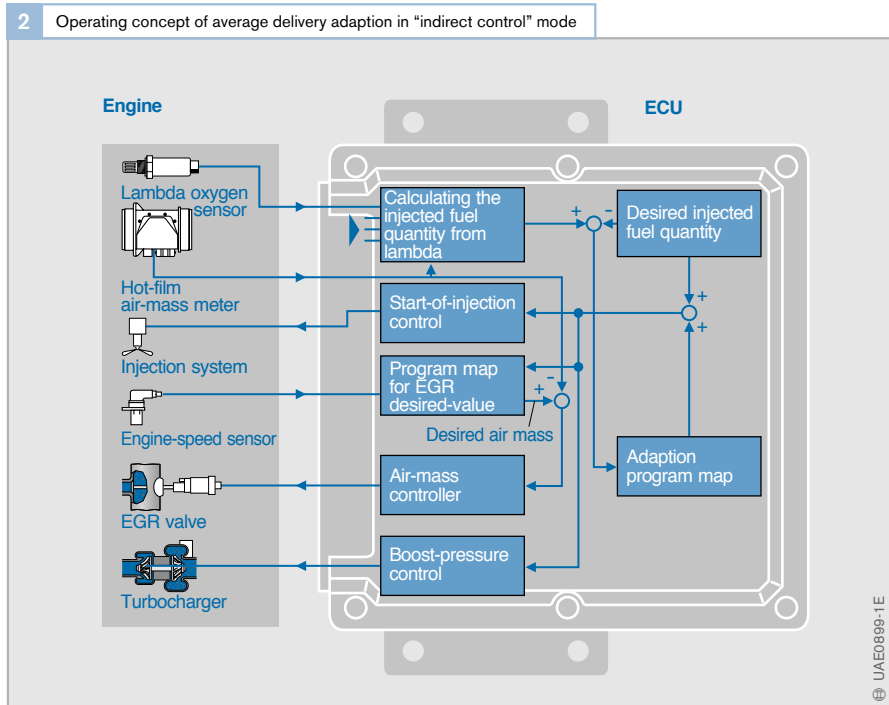 2
Operating concept of average delivery adaption in “indirect control” mode
Engine
ECU
Lambda oxygen
sensor
Hot-film
air-mass meter
Injection system
Engine-speed sensor
EGR valve
Turbocharger
Calculating the
injected fuel
quantity from
lambda
+
-
Desired injected
fuel quantity
+
+
Start-of-injection
control
Program map
for EGR
desired-value
-
+
Desired air mass
Adaption
program map
Air-mass
controller
Boost-pressure
control
UAE0899-1E